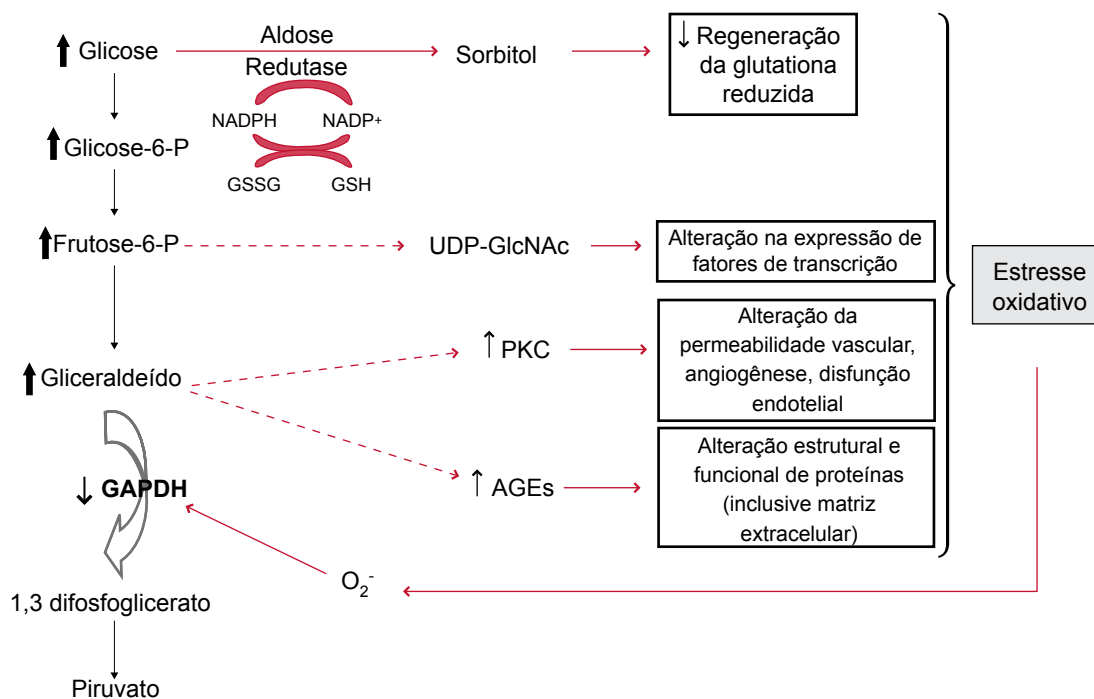 Glicose
Aldose
Redutase
Sorbitol
↓ Regeneração
da glutationa
reduzida
NADPH
NADP+
Glicose-6-P
GSSG
GSH
Frutose-6-P
UDP-GlcNAc
Alteração na expressão de
fatores de transcrição
Estresse
oxidativo
↑ PKC
Alteração da
permeabilidade vascular,
angiogênese, disfunção
endotelial
Gliceraldeído
↑ AGEs
Alteração estrutural e
funcional de proteínas
(inclusive matriz
extracelular)
↓ GAPDH
O₂⁻
1,3 difosfoglicerato
Piruvato